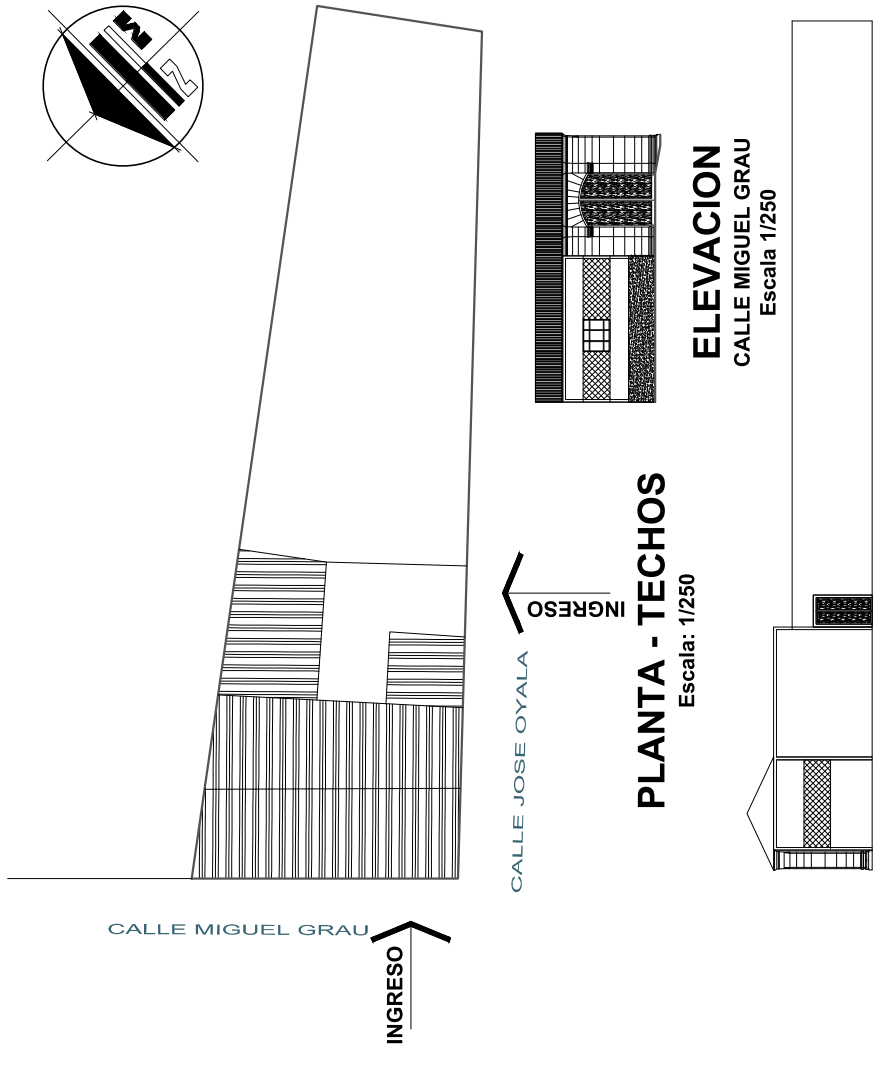 ELEVACION
CALLE MIGUEL GRAU
Escala 1/250
INGRESO
PLANTA - TECHOS
Escala: 1/250
CALLE JOSE OYALA
CALLE MIGUEL GRAU
INGRESO